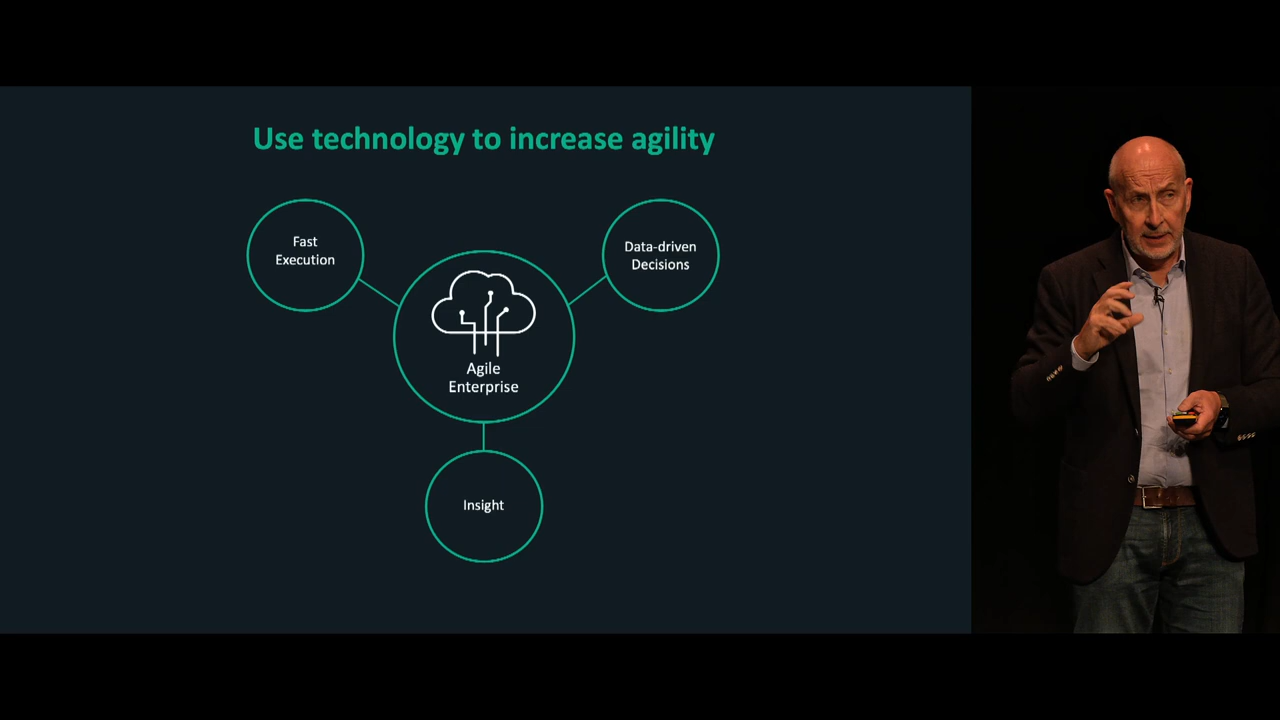 Use technology to increase agility
Fast
Execution
Data-driven
Decisions
Agile
Enterprise
Insight